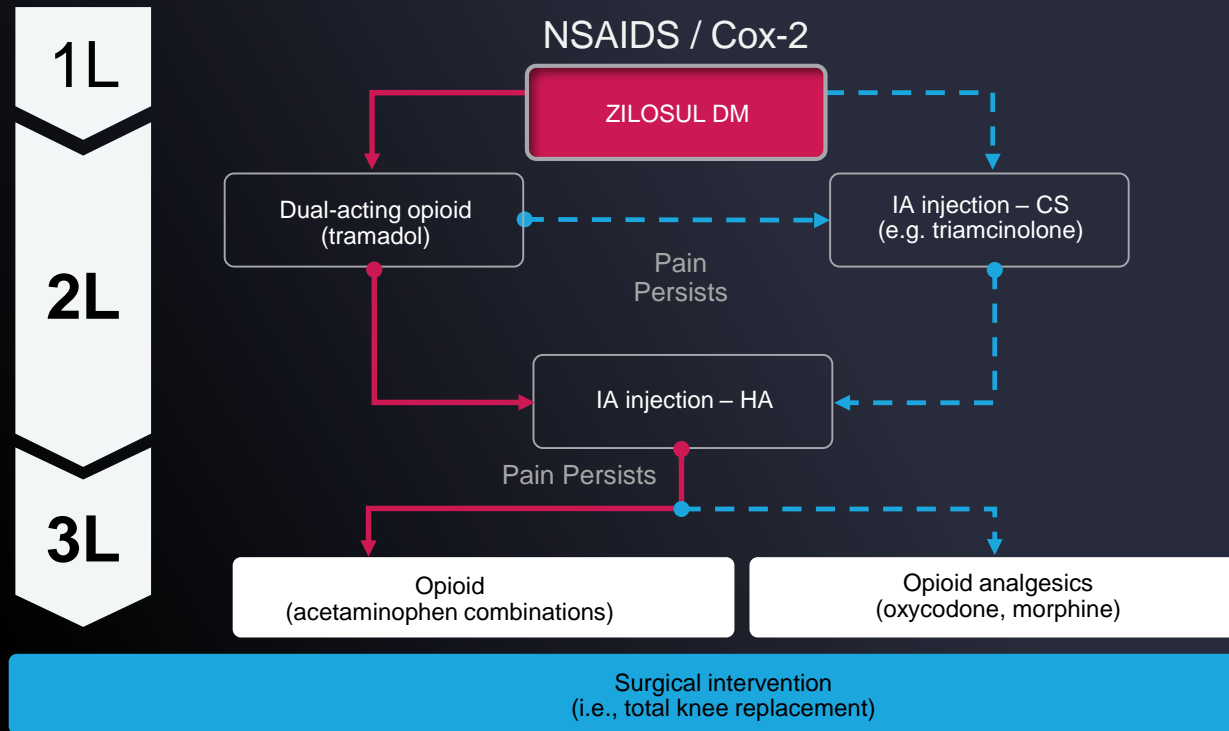 1L
NSAIDS / Cox-2
ZILOSUL DM
2L
Dual-acting opioid
(tramadol)
Pain
Persists
IA injection – CS
(e.g. triamcinolone)
IA injection – HA
Pain Persists
3L
Opioid
(acetaminophen combinations)
Opioid analgesics
(oxycodone, morphine)
Surgical intervention
(i.e., total knee replacement)